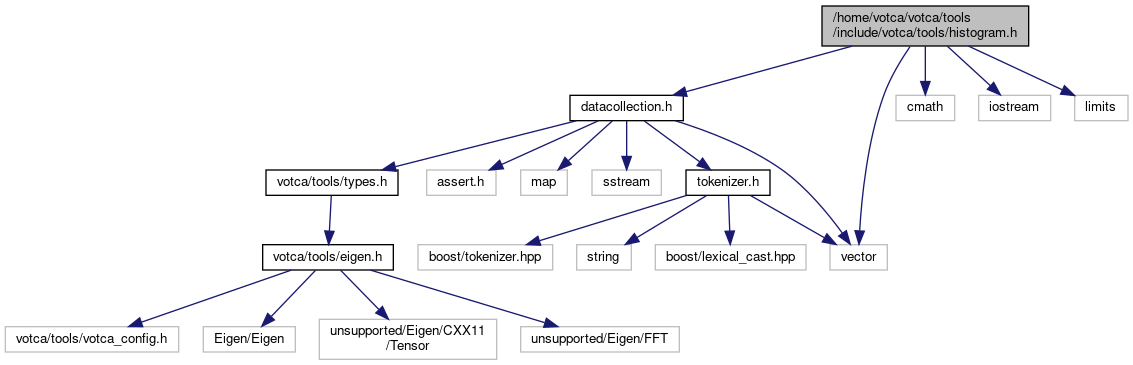 /home/votca/votca/tools
/include/votca/tools/histogram.h
datacollection.h
cmath
iostream
limits
votca/tools/types.h
assert.h
map
sstream
tokenizer.h
votca/tools/eigen.h
boost/tokenizer.hpp
string
boost/lexical_cast.hpp
vector
votca/tools/votca_config.h
Eigen/Eigen
unsupported/Eigen/CXX11
/Tensor
unsupported/Eigen/FFT